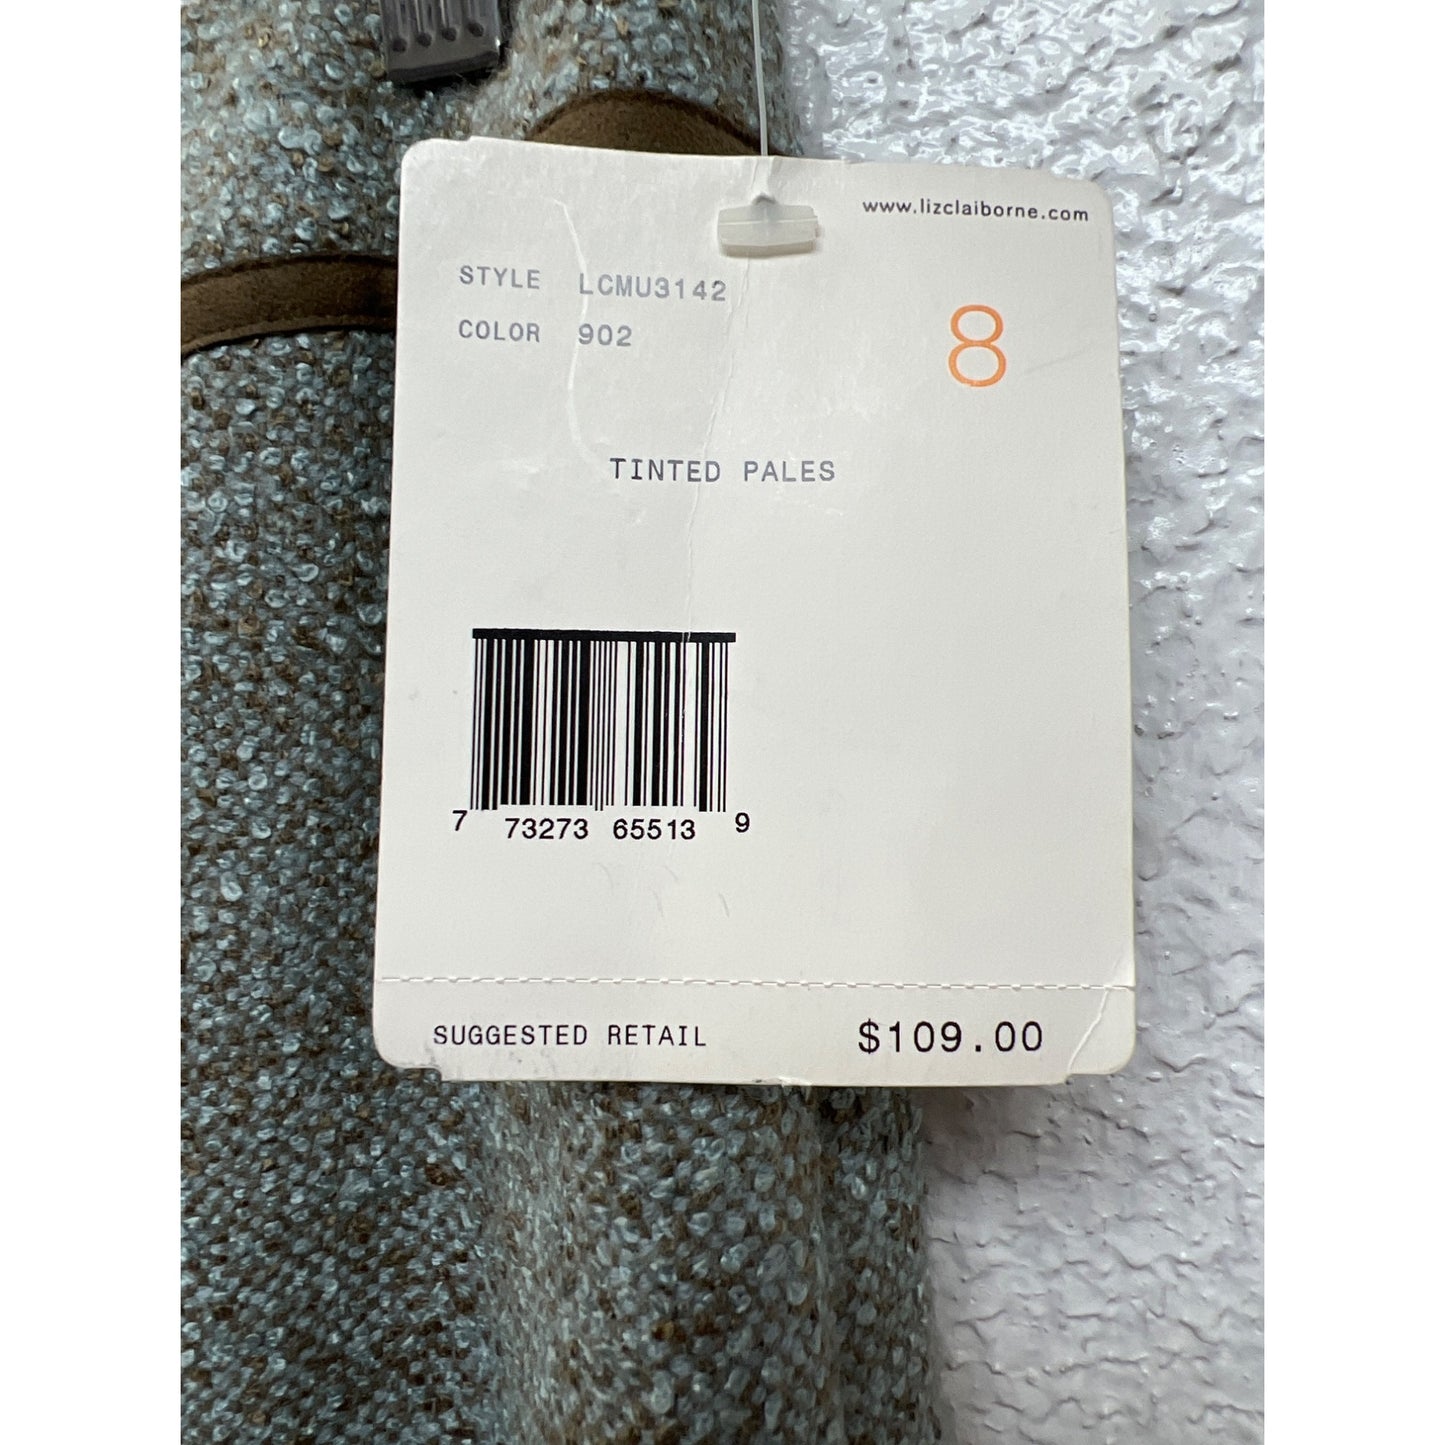 www.lizclaiborne.com
STYLE LCMU3142
COLOR 902
8
TINTED PALES
7 73273 65513 9
SUGGESTED RETAIL $109.00